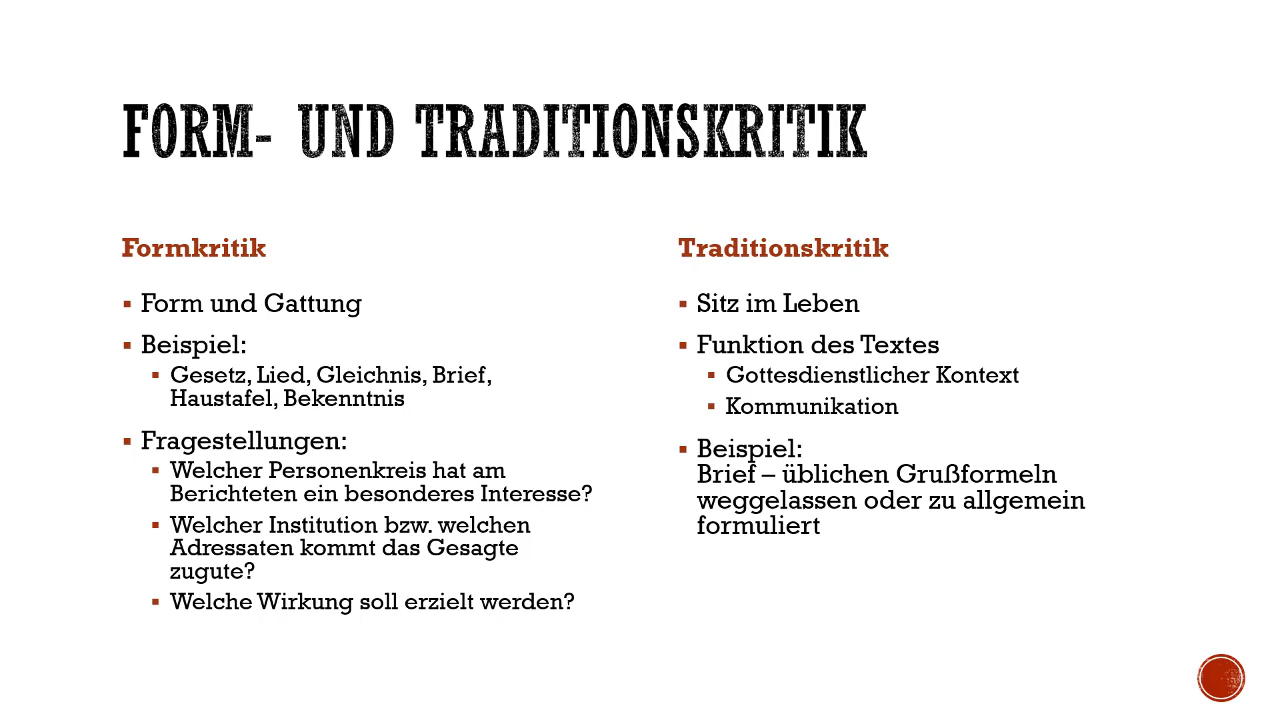 FORM- UND TRADITIONSKRITIK
Formkritik
▪ Form und Gattung
▪ Beispiel:
▪ Gesetz, Lied, Gleichnis, Brief,
Haustafel, Bekenntnis
▪ Fragestellungen:
▪ Welcher Personenkreis hat am
Berichteten ein besonderes Interesse?
▪ Welcher Institution bzw. welchen
Adressaten kommt das Gesagte
zugute?
▪ Welche Wirkung soll erzielt werden?
Traditionskritik
▪ Sitz im Leben
▪ Funktion des Textes
▪ Gottesdienstlicher Kontext
▪ Kommunikation
▪ Beispiel:
Brief – üblichen Grußformeln
weggelassen oder zu allgemein
formuliert